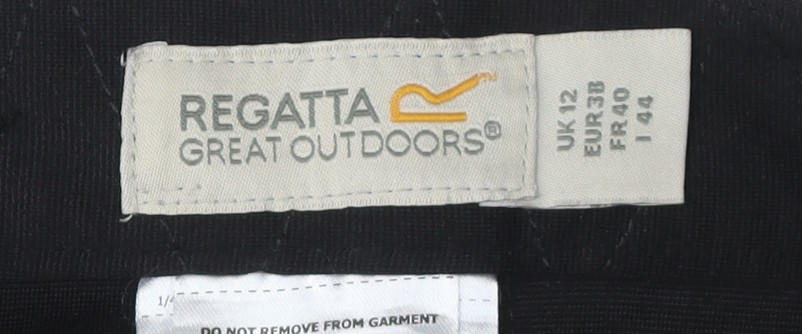 REGATTA
GREAT OUTDOORS®
UK 12
EUR 38
FR 40
I 44
1/4
DO NOT REMOVE FROM GARMENT